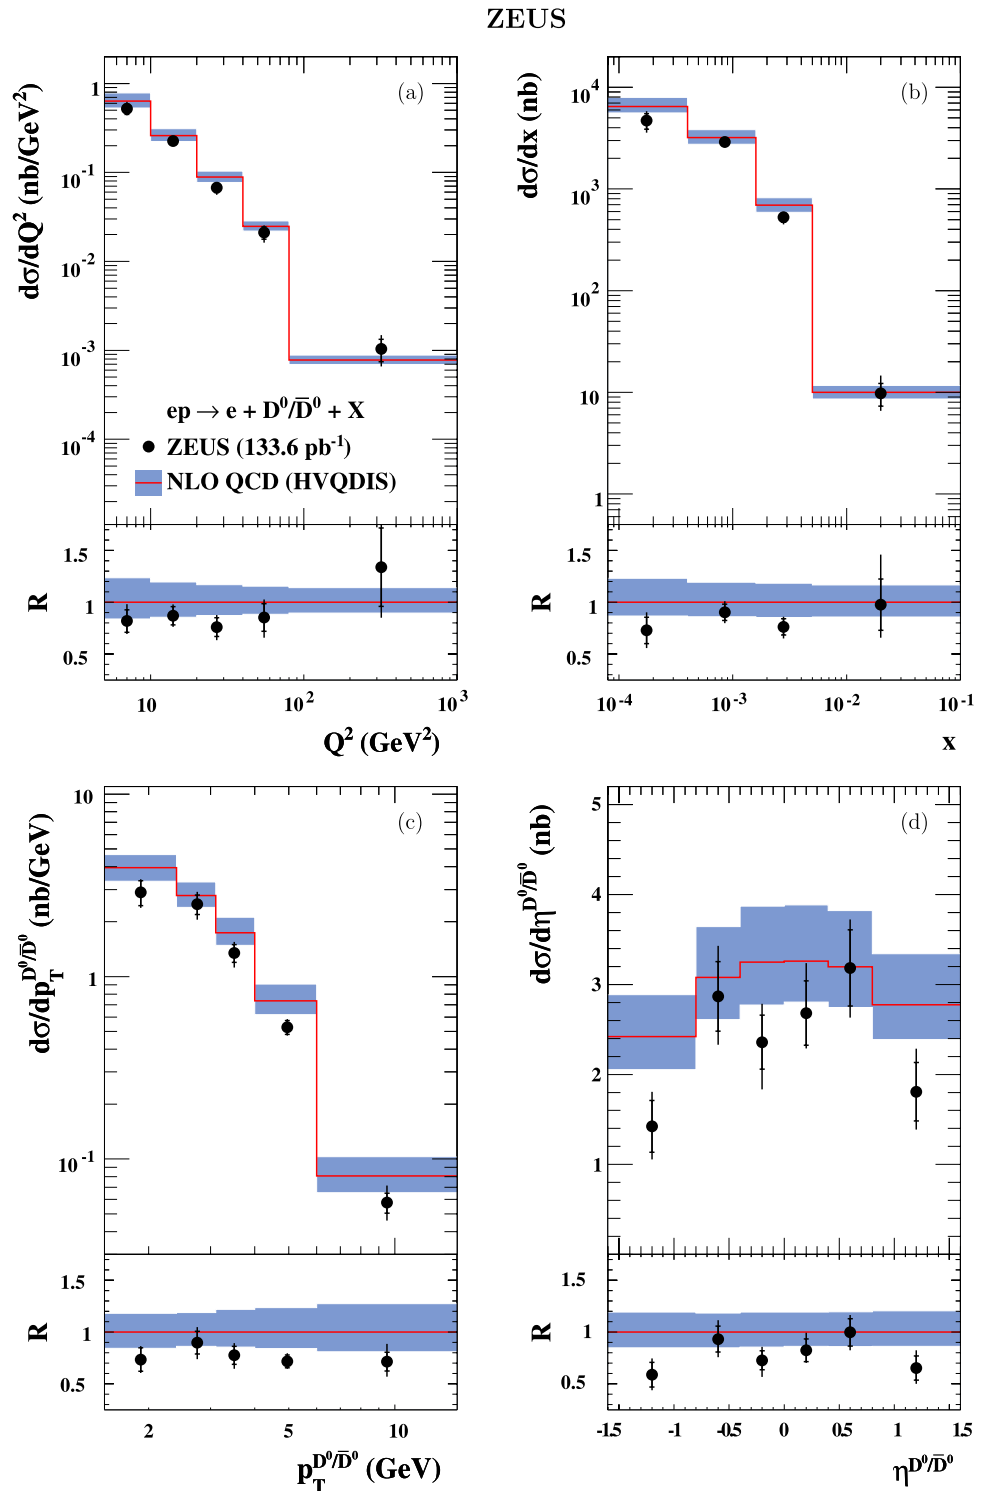 ZEUS
(a)
dσ/dQ² (nb/GeV²)
1
10⁻¹
10⁻²
10⁻³
10⁻⁴
ep → e + D⁰/D̅⁰ + X
ZEUS (133.6 pb⁻¹)
NLO QCD (HVQDIS)
R
1.5
1
0.5
10
10²
10³
Q² (GeV²)
(b)
dσ/dx (nb)
10⁴
10³
10²
10
1
R
1.5
1
0.5
10⁻⁴
10⁻³
10⁻²
10⁻¹
x
(c)
dσ/dp_T^D⁰/D̅⁰ (nb/GeV)
10
1
10⁻¹
R
1.5
1
0.5
2
5
10
p_T^D⁰/D̅⁰ (GeV)
(d)
dσ/dη^D⁰/D̅⁰ (nb)
5
4
3
2
1
R
1.5
1
0.5
-1.5
-1
-0.5
0
0.5
1
1.5
η^D⁰/D̅⁰